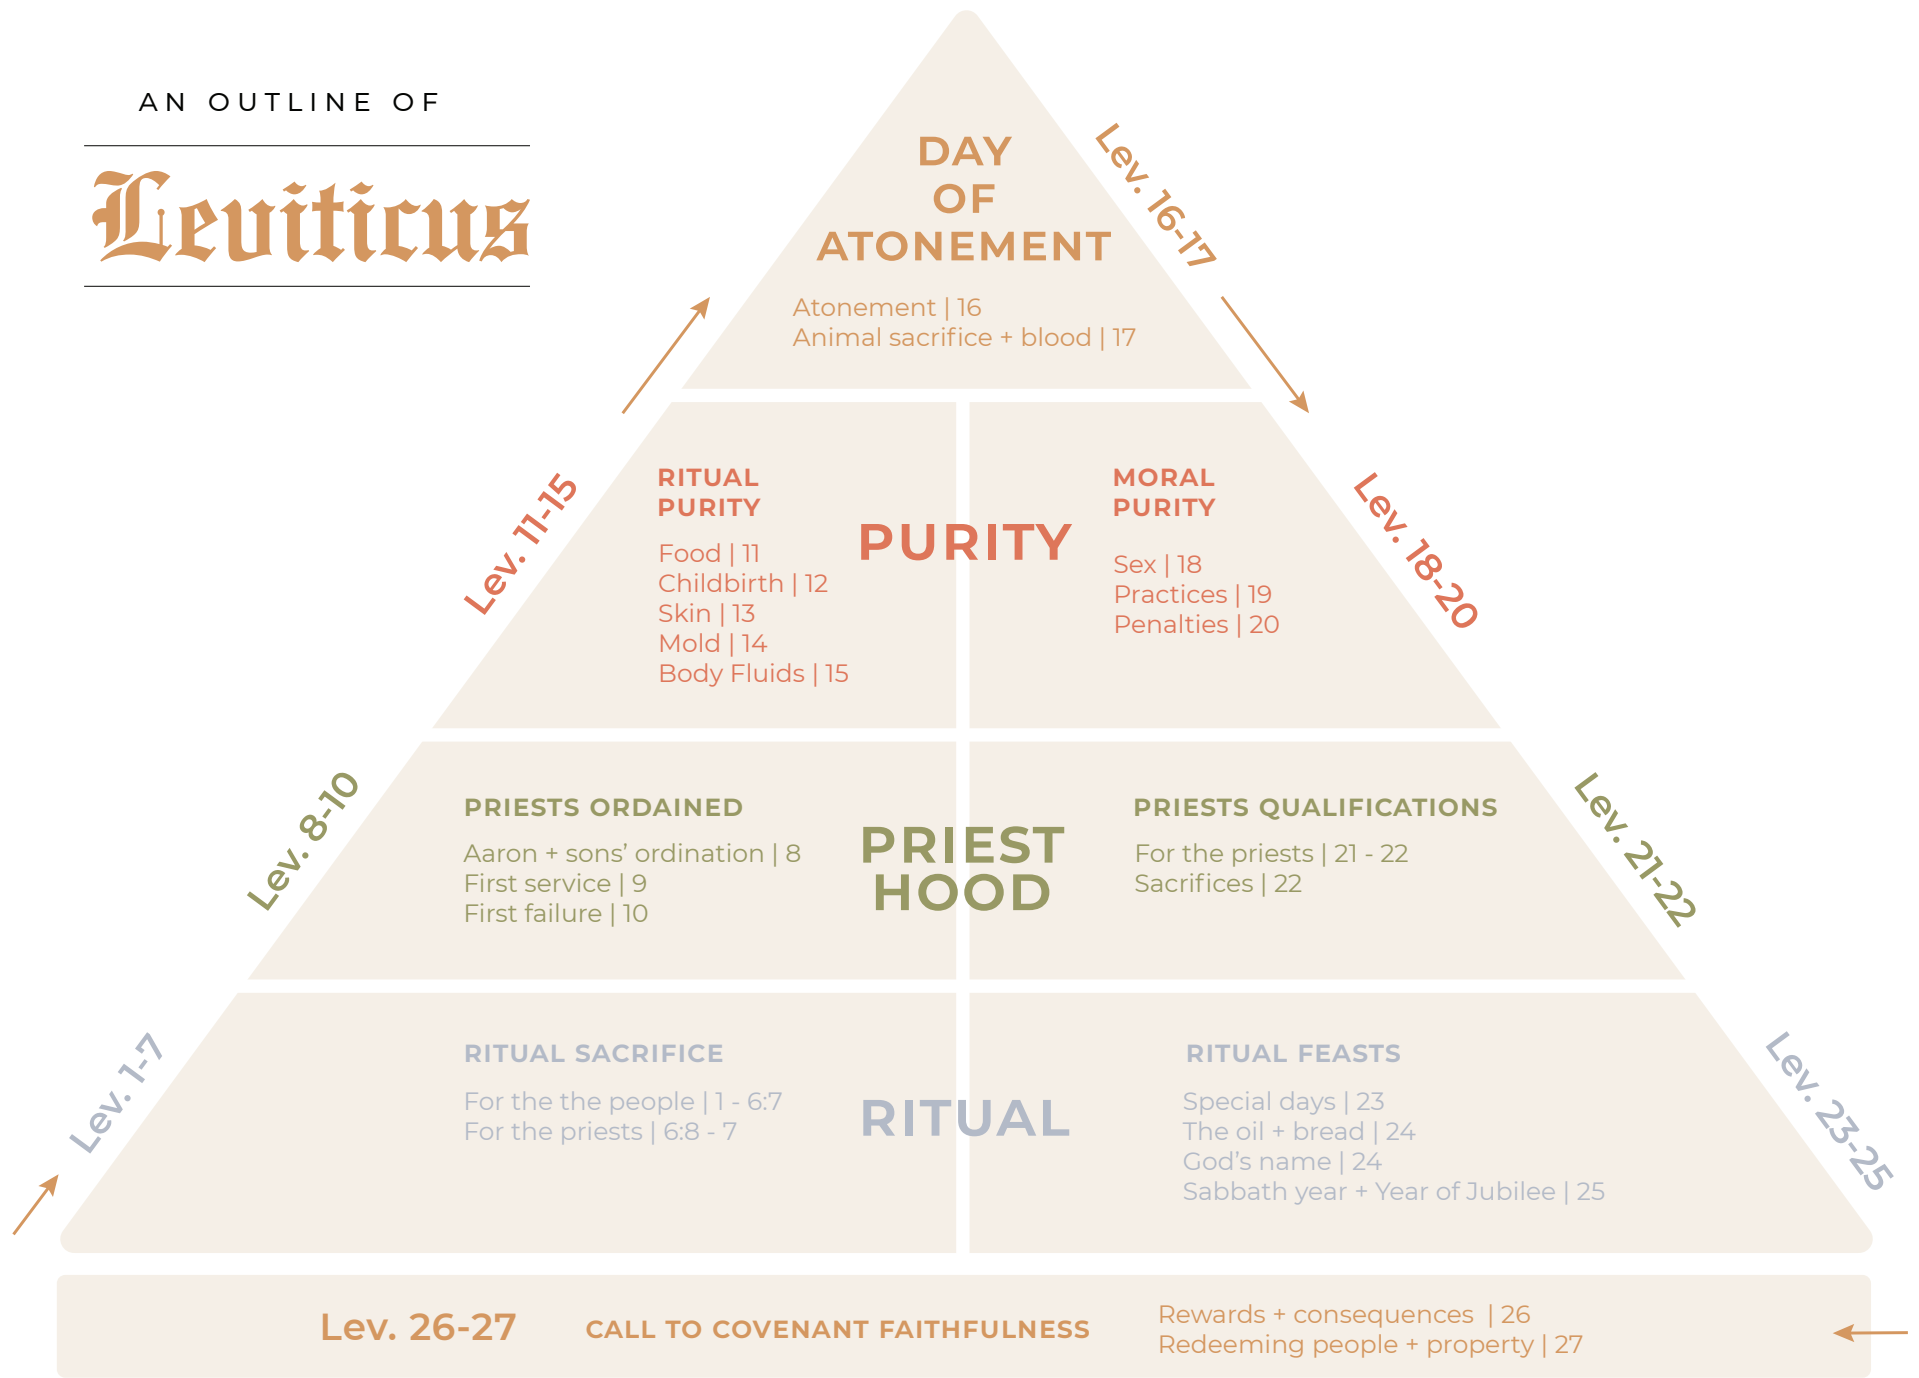 AN OUTLINE OF
Leviticus
DAY
OF
ATONEMENT
Atonement | 16
Animal sacrifice + blood | 17
Lev. 16-17
Lev. 11-15
RITUAL
PURITY
Food | 11
Childbirth | 12
Skin | 13
Mold | 14
Body Fluids | 15
PURITY
MORAL
PURITY
Sex | 18
Practices | 19
Penalties | 20
Lev. 18-20
Lev. 8-10
PRIESTS ORDAINED
Aaron + sons’ ordination | 8
First service | 9
First failure | 10
PRIEST
HOOD
PRIESTS QUALIFICATIONS
For the priests | 21 - 22
Sacrifices | 22
Lev. 21-22
Lev. 1-7
RITUAL SACRIFICE
For the the people | 1 - 6:7
For the priests | 6:8 - 7
RITUAL
RITUAL FEASTS
Special days | 23
The oil + bread | 24
God’s name | 24
Sabbath year + Year of Jubilee | 25
Lev. 23-25
Lev. 26-27
CALL TO COVENANT FAITHFULNESS
Rewards + consequences | 26
Redeeming people + property | 27